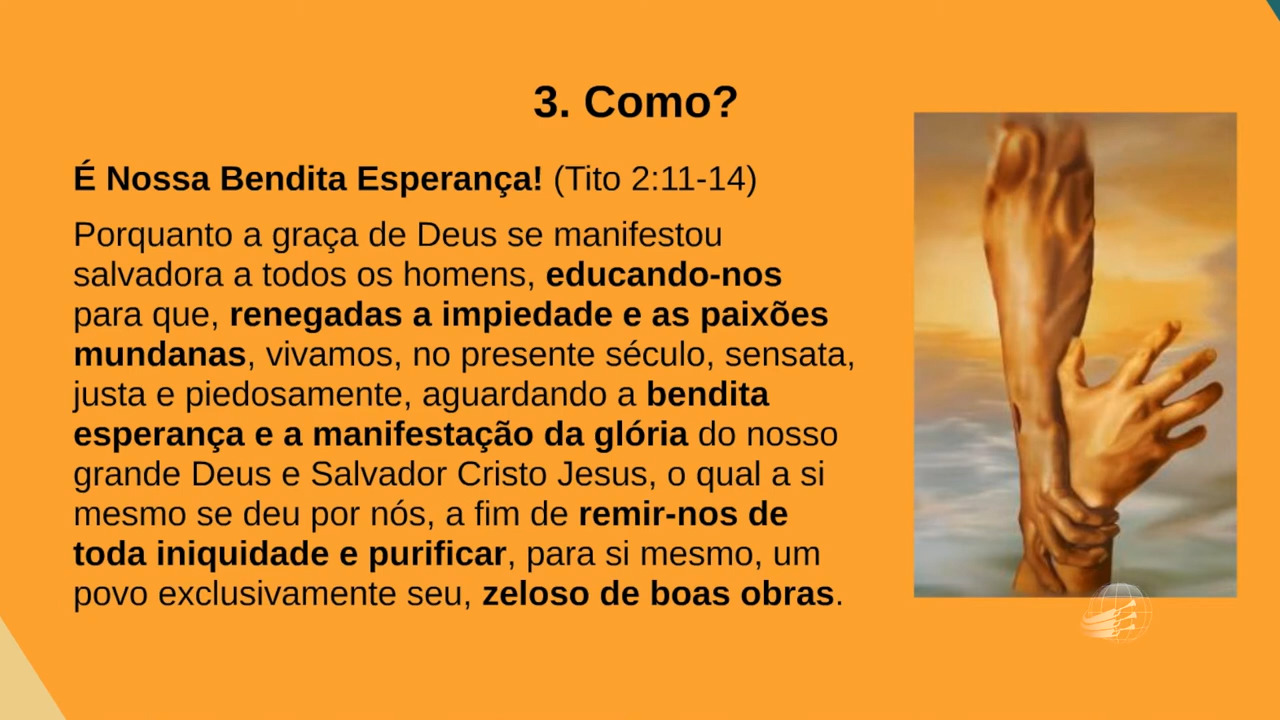 3. Como?
É Nossa Bendita Esperança! (Tito 2:11-14)
Porquanto a graça de Deus se manifestou
salvadora a todos os homens, educando-nos
para que, renegadas a impiedade e as paixões
mundanas, vivamos, no presente século, sensata,
justa e piedosamente, aguardando a bendita
esperança e a manifestação da glória do nosso
grande Deus e Salvador Cristo Jesus, o qual a si
mesmo se deu por nós, a fim de remir-nos de
toda iniquidade e purificar, para si mesmo, um
povo exclusivamente seu, zeloso de boas obras.